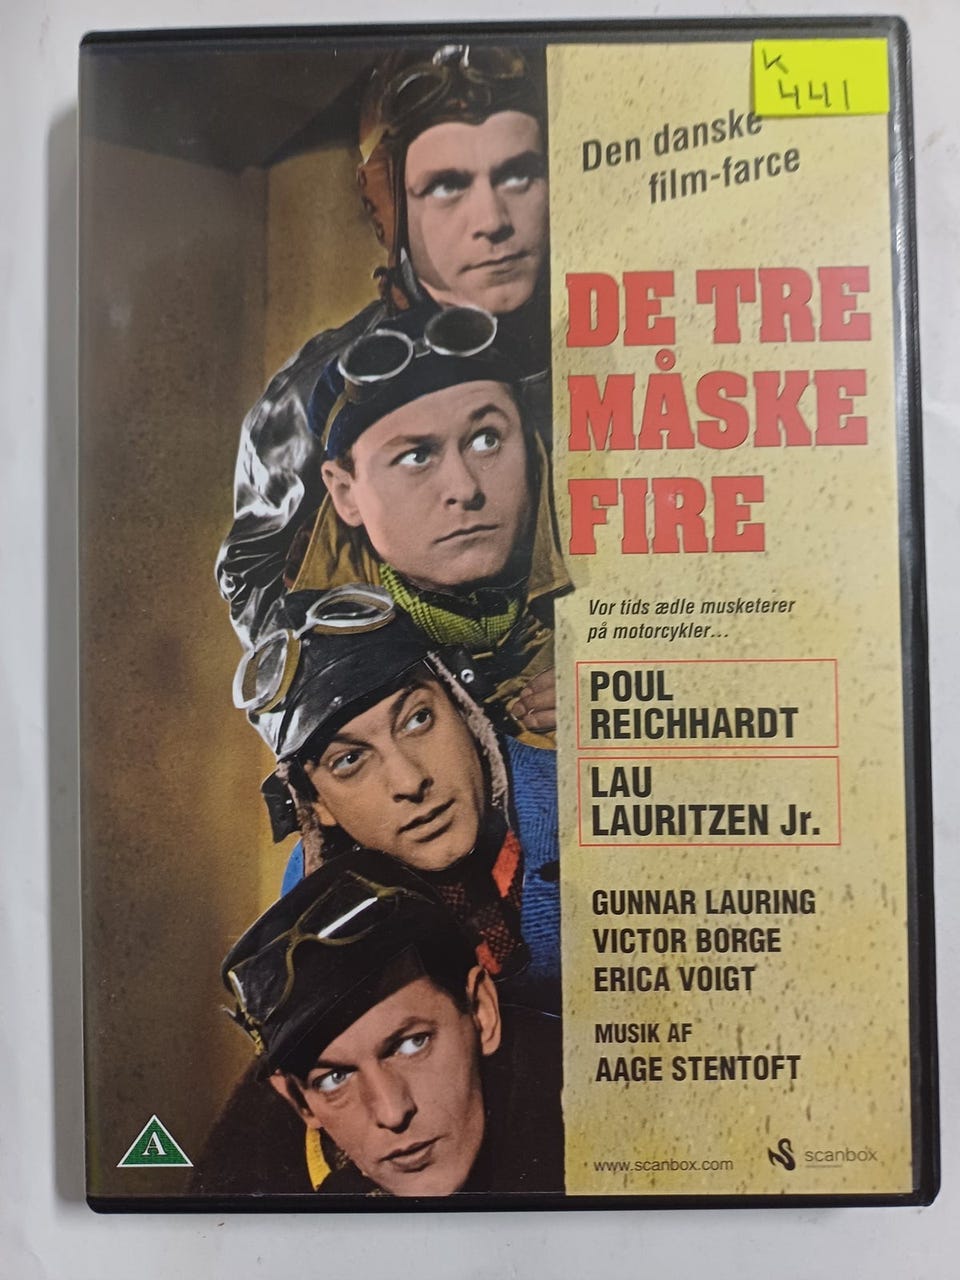 K
441
Den danske
film-farce
DE TRE
MÅSKE
FIRE
Vor tids ædle musketerer
på motorcykler...
POUL
REICHHARDT
LAU
LAURITZEN Jr.
GUNNAR LAURING
VICTOR BORGE
ERICA VOIGT
MUSIK AF
AAGE STENTOFT
A
www.scanbox.com
scanbox